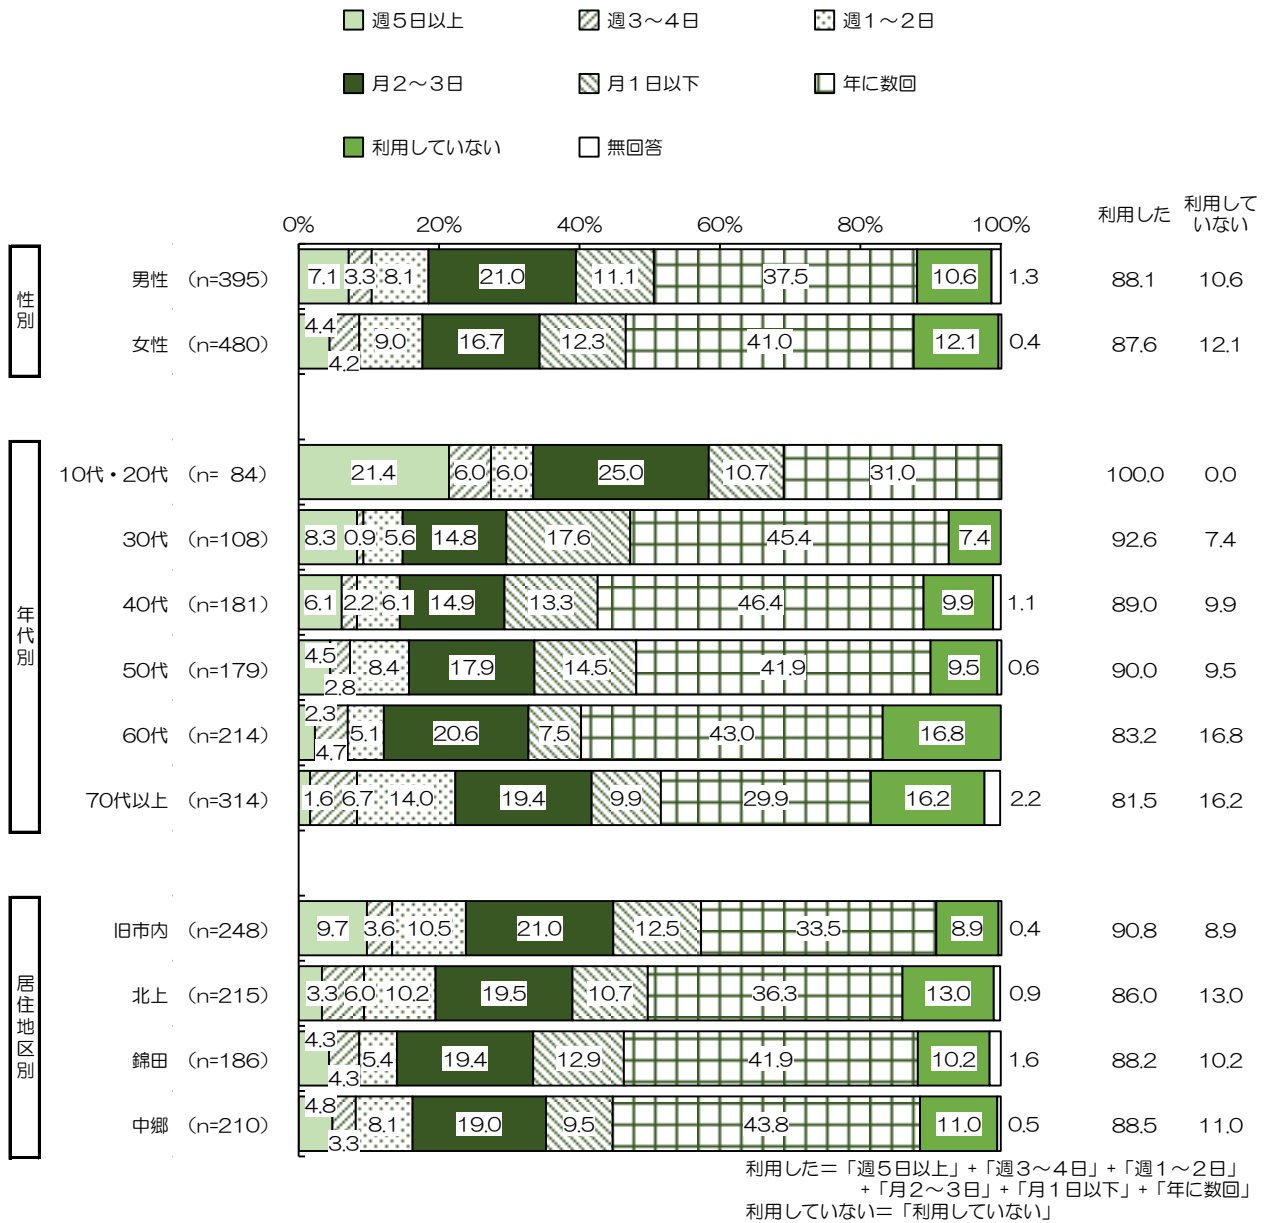 週５日以上 週３～４日 週１～２日
月２～３日 月１日以下 年に数回
利用していない 無回答
0% 20% 40% 60% 80% 100% 利用した 利用して
いない
性別
男性 （n=395） 7.1 3.3 8.1 21.0 11.1 37.5 10.6 1.3 88.1 10.6
女性 （n=480） 4.4 4.2 9.0 16.7 12.3 41.0 12.1 0.4 87.6 12.1
年代別
10代・20代 （n= 84） 21.4 6.0 6.0 25.0 10.7 31.0 100.0 0.0
30代 （n=108） 8.3 0.9 5.6 14.8 17.6 45.4 7.4 92.6 7.4
40代 （n=181） 6.1 2.2 6.1 14.9 13.3 46.4 9.9 1.1 89.0 9.9
50代 （n=179） 4.5 2.8 8.4 17.9 14.5 41.9 9.5 0.6 90.0 9.5
60代 （n=214） 2.3 4.7 5.1 20.6 7.5 43.0 16.8 83.2 16.8
70代以上 （n=314） 1.6 6.7 14.0 19.4 9.9 29.9 16.2 2.2 81.5 16.2
居住地区別
旧市内 （n=248） 9.7 3.6 10.5 21.0 12.5 33.5 8.9 0.4 90.8 8.9
北上 （n=215） 3.3 6.0 10.2 19.5 10.7 36.3 13.0 0.9 86.0 13.0
錦田 （n=186） 4.3 4.3 5.4 19.4 12.9 41.9 10.2 1.6 88.2 10.2
中郷 （n=210） 4.8 3.3 8.1 19.0 9.5 43.8 11.0 0.5 88.5 11.0
利用した＝「週５日以上」+「週３～４日」+「週１～２日」
+「月２～３日」+「月１日以下」+「年に数回」
利用していない＝「利用していない」